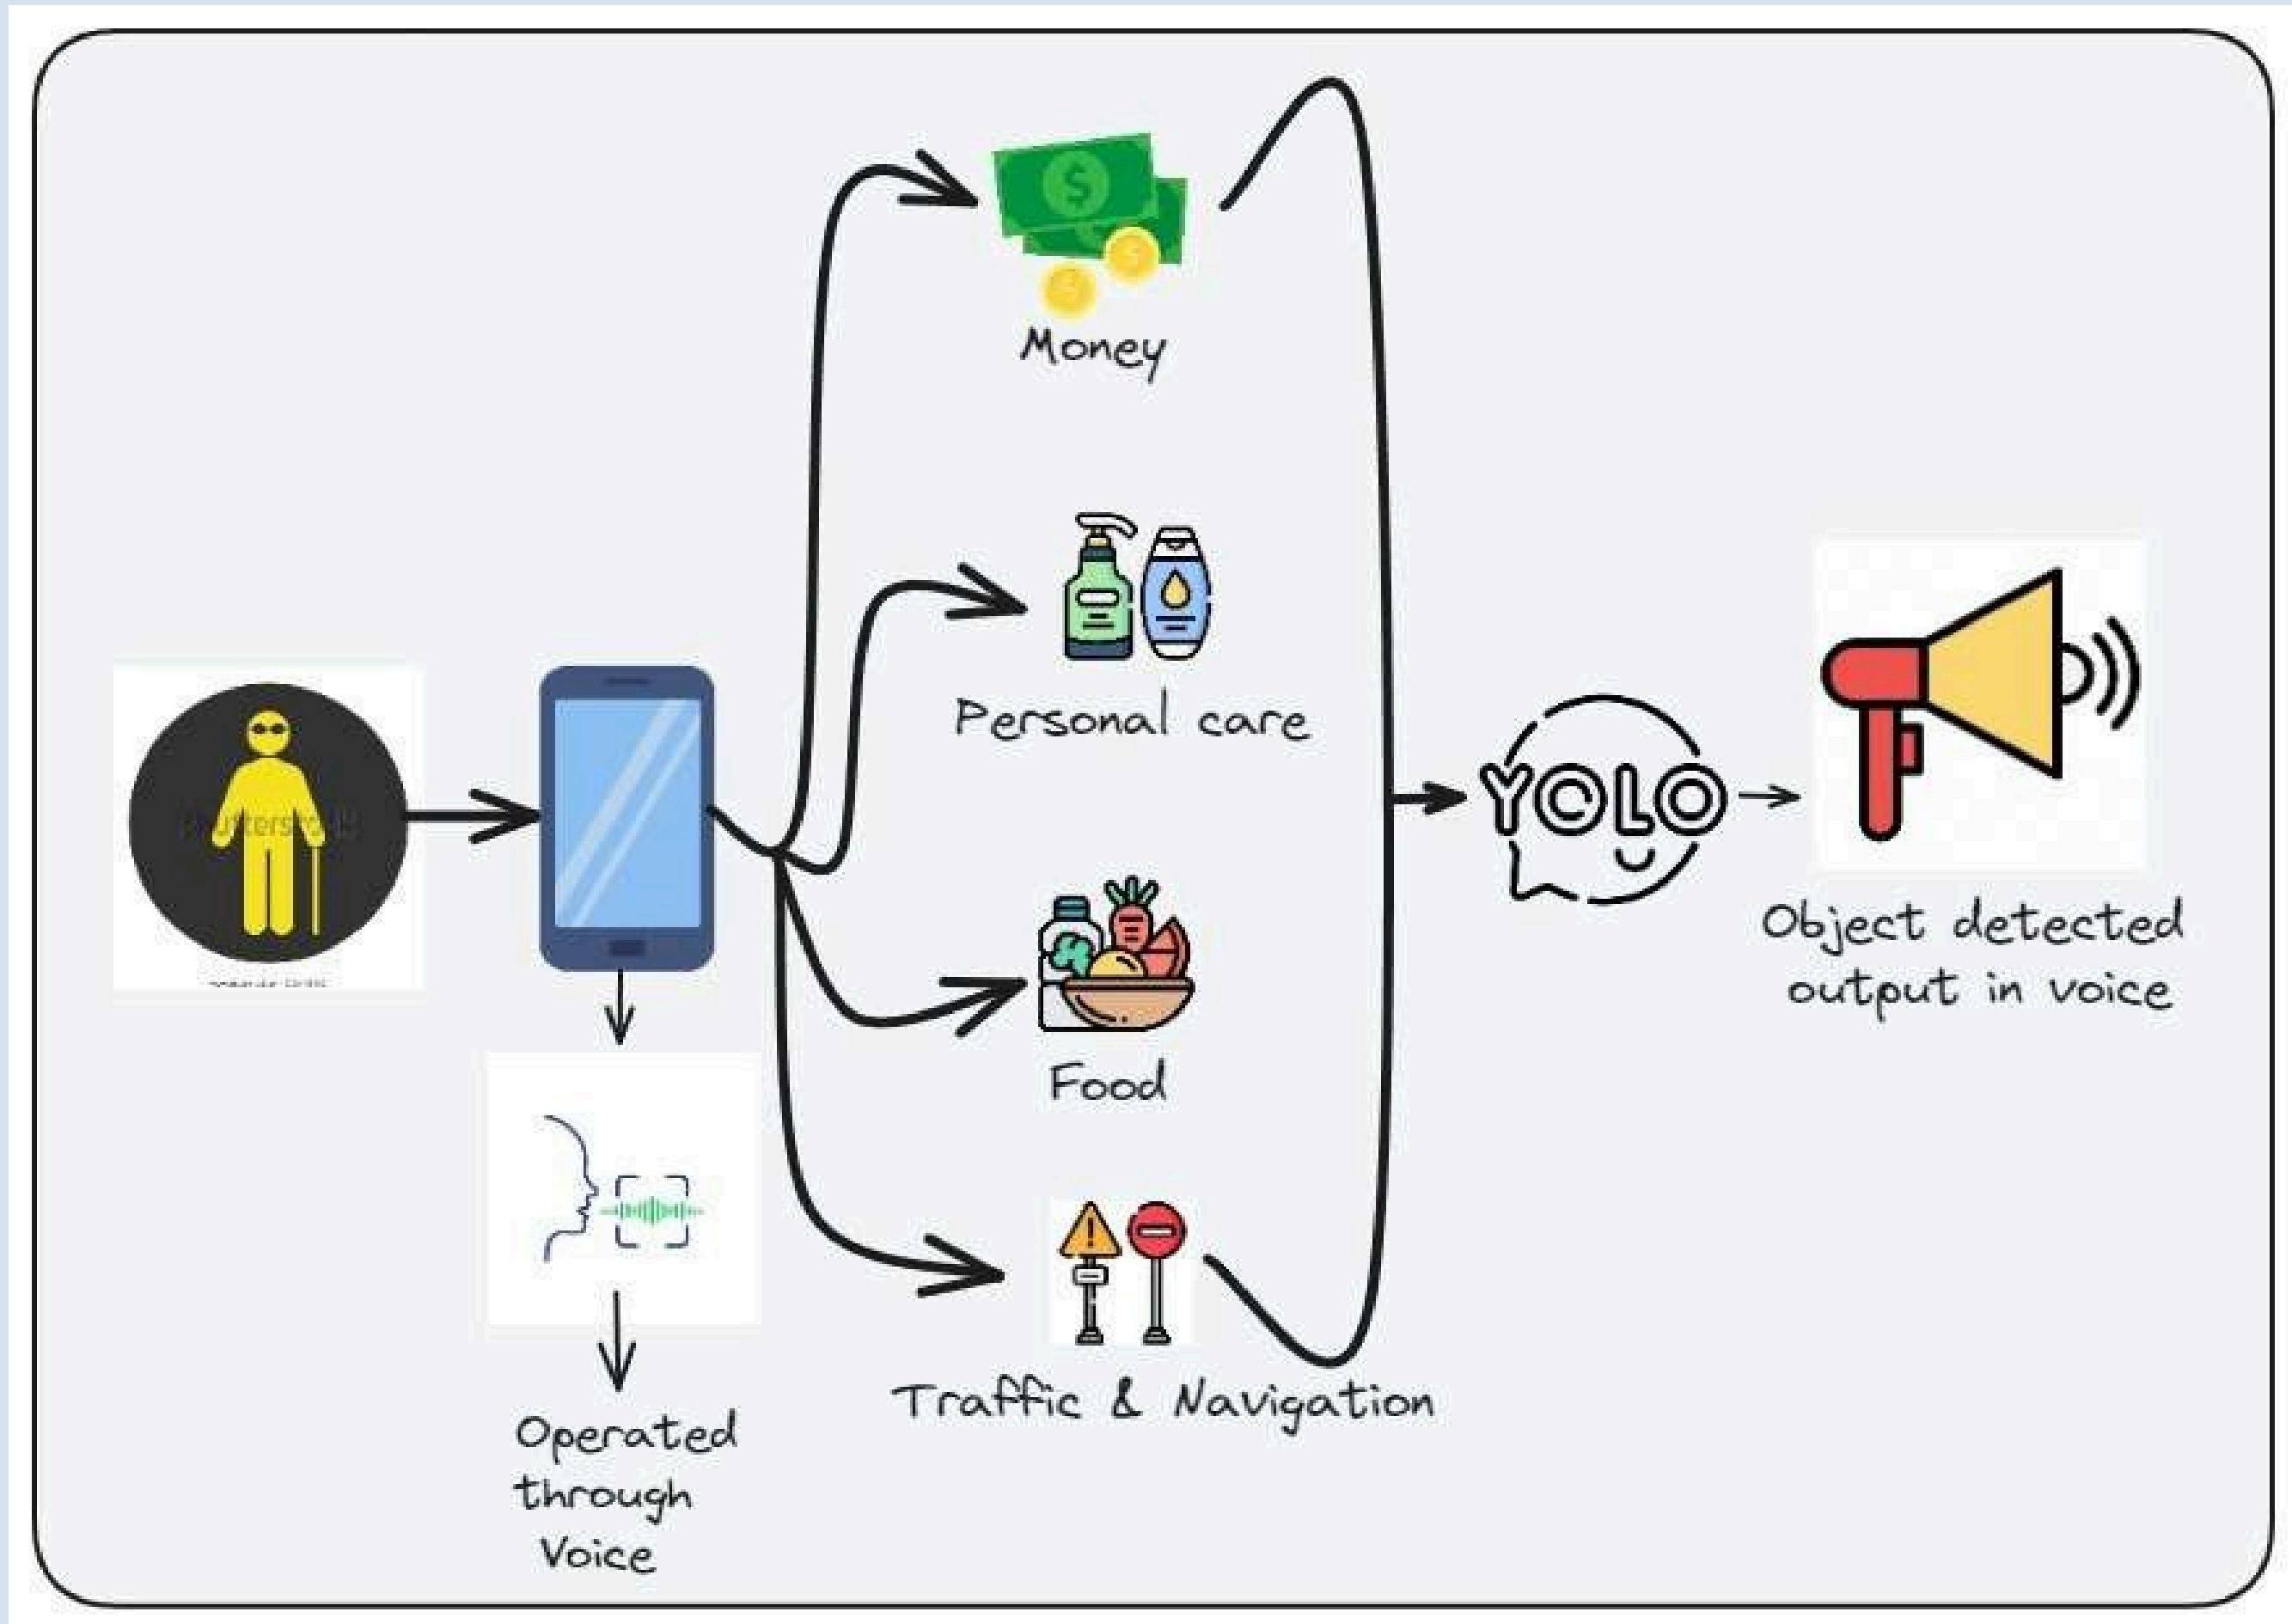 $
Money
Personal care
YOLO
Object detected
output in voice
Food
Traffic & Navigation
Operated
through
Voice